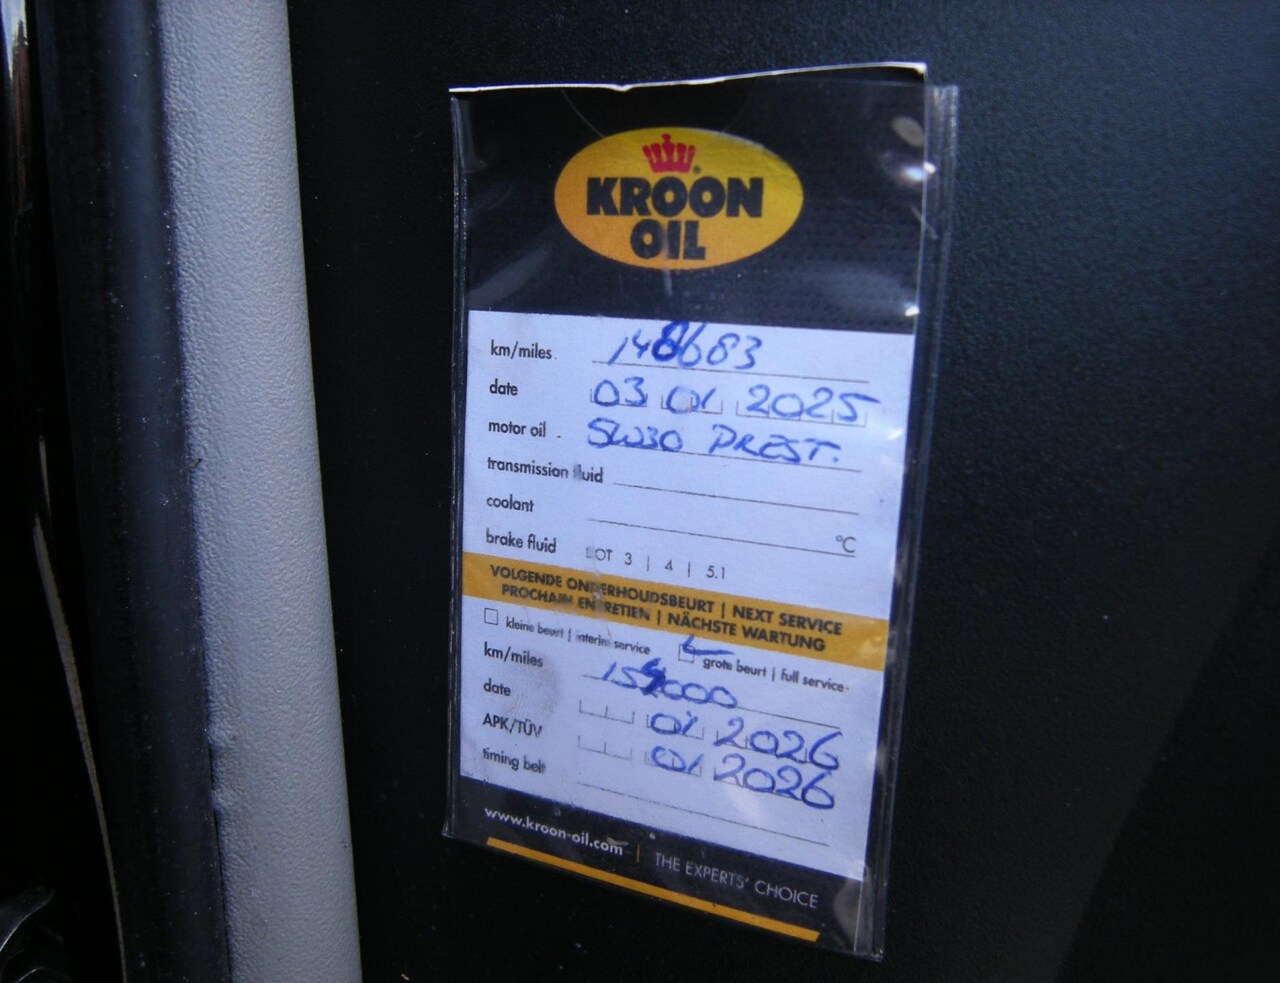 KROON
OIL
km/miles 148683
date 03 01 2025
motor oil 5W30 PREST.
transmission fluid
coantant °C
brake fluid DOT 3 | 4 | 5.1
VOLGENDE ONDERHOUDSBEURT | NEXT SERVICE
PROCHAIN ENTRETIEN | NÄCHSTE WARTUNG
kleine beurt | interim service grote beurt | full service
km/miles 154000
date 01 2026
APK/TÜV 01 2026
timing belt
www.kroon-oil.com | THE EXPERTS' CHOICE